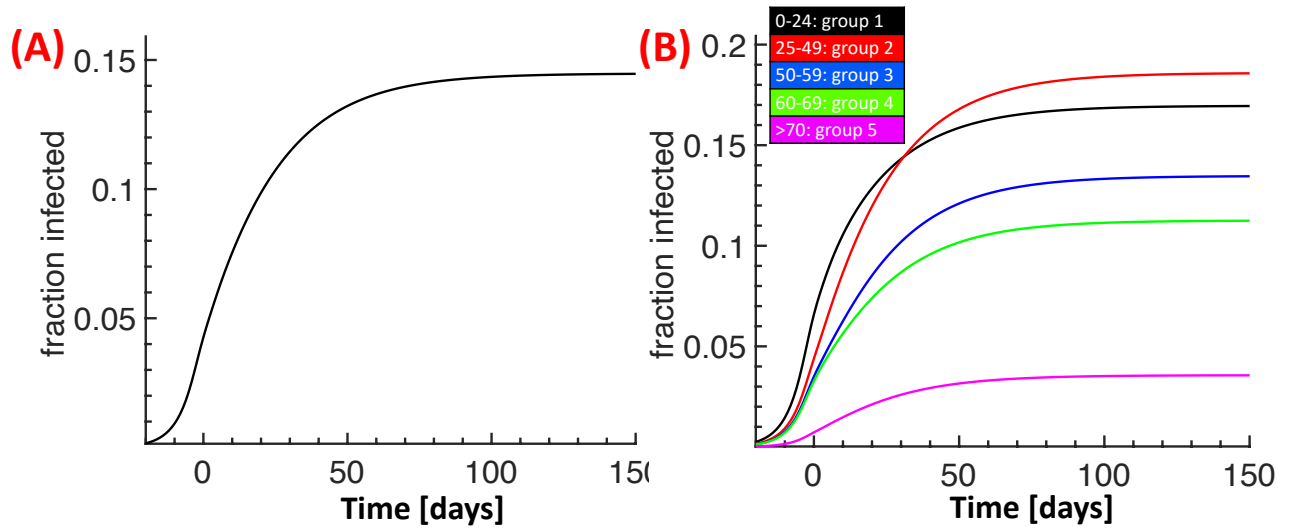 (A)
fraction infected
0.15
0.1
0.05
0
50
100
150
Time [days]
(B)
0-24: group 1
25-49: group 2
50-59: group 3
60-69: group 4
>70: group 5
fraction infected
0.2
0.15
0.1
0.05
0
50
100
150
Time [days]